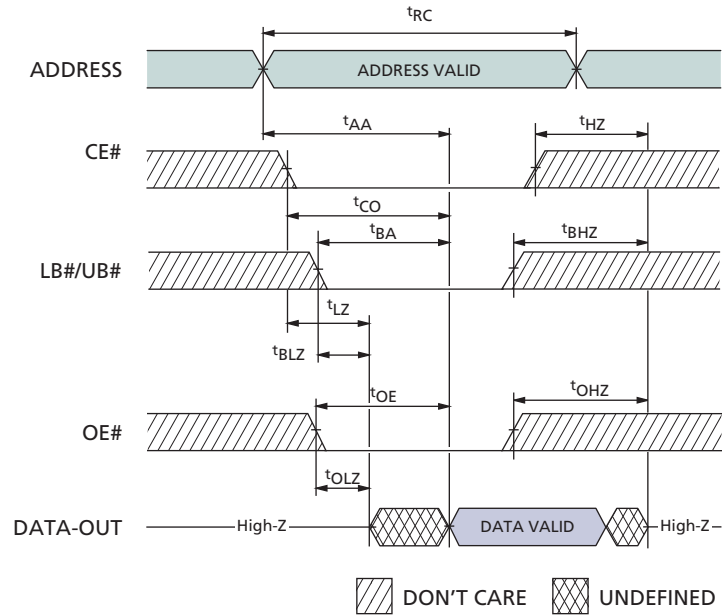 tRC
ADDRESS
ADDRESS VALID
tAA
tHZ
CE#
tCO
tBA
tBHZ
LB#/UB#
tLZ
tBLZ
tOE
tOHZ
OE#
tOLZ
DATA-OUT
High-Z
DATA VALID
High-Z
DON'T CARE
UNDEFINED